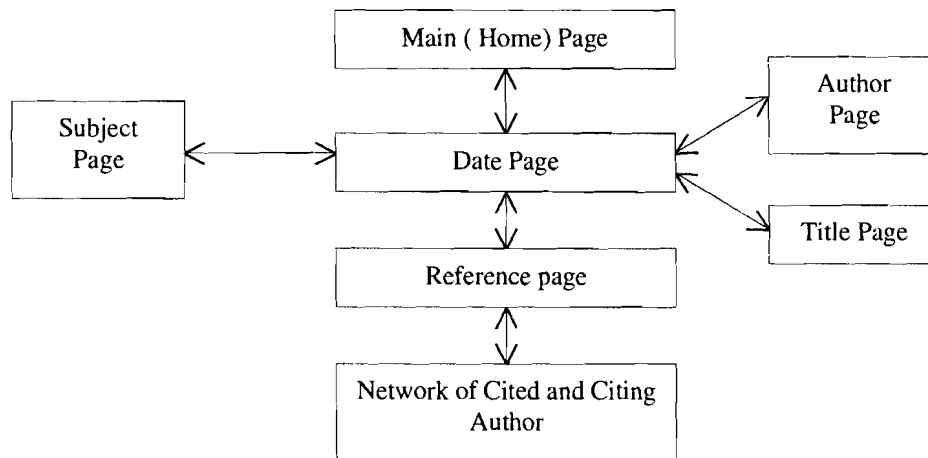 Main ( Home) Page
Author
Page
Subject
Page
Date Page
Title Page
Reference page
Network of Cited and Citing
Author